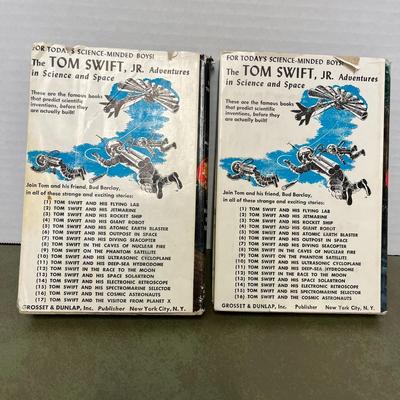 FOR TODAY'S SCIENCE-MINDED BOYS!
The TOM SWIFT, JR. Adventures
in Science and Space
These are the famous books
that predict scientific
inventions, before they
are actually built!
Join Tom and his friend, Bud Barclay,
in all of these strange and exciting stories:
(1) TOM SWIFT AND HIS FLYING LAB
(2) TOM SWIFT AND HIS JETMARINE
(3) TOM SWIFT AND HIS ROCKET SHIP
(4) TOM SWIFT AND HIS GIANT ROBOT
(5) TOM SWIFT AND HIS ATOMIC EARTH BLASTER
(6) TOM SWIFT AND HIS OUTPOST IN SPACE
(7) TOM SWIFT AND HIS DIVING SEACOPTER
(8) TOM SWIFT IN THE CAVES OF NUCLEAR FIRE
(9) TOM SWIFT ON THE PHANTOM SATELLITE
(10) TOM SWIFT AND HIS ULTRASONIC CYCLOPLANE
(11) TOM SWIFT AND HIS DEEP-SEA HYDRODOME
(12) TOM SWIFT IN THE RACE TO THE MOON
(13) TOM SWIFT AND HIS SPACE SOLARTRON
(14) TOM SWIFT AND HIS ELECTRONIC RETROSCOPE
(15) TOM SWIFT AND HIS SPECTROMARINE SELECTOR
(16) TOM SWIFT AND THE COSMIC ASTRONAUTS
(17) TOM SWIFT AND THE VISITOR FROM PLANET X
GROSSET & DUNLAP, Inc. Publisher New York City, N. Y.
FOR TODAY'S SCIENCE-MINDED BOYS!
The TOM SWIFT, JR. Adventures
in Science and Space
These are the famous books
that predict scientific
inventions, before they
are actually built!
Join Tom and his friend, Bud Barclay,
in all of these strange and exciting stories:
(1) TOM SWIFT AND HIS FLYING LAB
(2) TOM SWIFT AND HIS JETMARINE
(3) TOM SWIFT AND HIS ROCKET SHIP
(4) TOM SWIFT AND HIS GIANT ROBOT
(5) TOM SWIFT AND HIS ATOMIC EARTH BLASTER
(6) TOM SWIFT AND HIS OUTPOST IN SPACE
(7) TOM SWIFT AND HIS DIVING SEACOPTER
(8) TOM SWIFT IN THE CAVES OF NUCLEAR FIRE
(9) TOM SWIFT ON THE PHANTOM SATELLITE
(10) TOM SWIFT AND HIS ULTRASONIC CYCLOPLANE
(11) TOM SWIFT AND HIS DEEP-SEA HYDRODOME
(12) TOM SWIFT IN THE RACE TO THE MOON
(13) TOM SWIFT AND HIS SPACE SOLARTRON
(14) TOM SWIFT AND HIS ELECTRONIC RETROSCOPE
(15) TOM SWIFT AND HIS SPECTROMARINE SELECTOR
(16) TOM SWIFT AND THE COSMIC ASTRONAUTS
GROSSET & DUNLAP, Inc. Publisher New York City, N. Y.